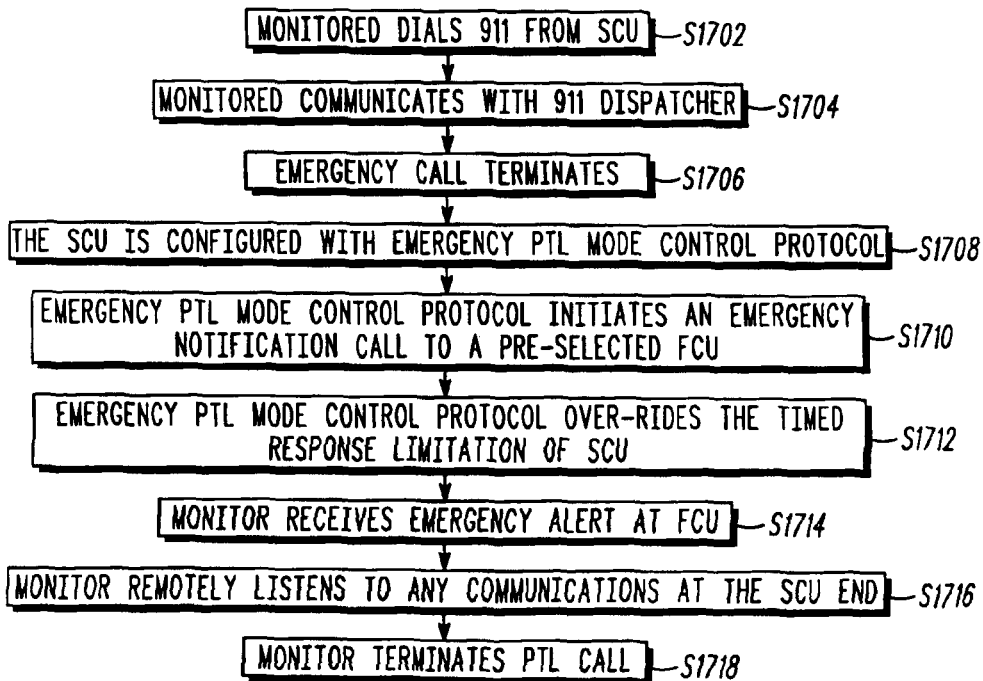 MONITORED DIALS 911 FROM SCU S1702
MONITORED COMMUNICATES WITH 911 DISPATCHER S1704
EMERGENCY CALL TERMINATES S1706
THE SCU IS CONFIGURED WITH EMERGENCY PTL MODE CONTROL PROTOCOL S1708
EMERGENCY PTL MODE CONTROL PROTOCOL INITIATES AN EMERGENCY
NOTIFICATION CALL TO A PRE-SELECTED FCU S1710
EMERGENCY PTL MODE CONTROL PROTOCOL OVER-RIDES THE TIMED
RESPONSE LIMITATION OF SCU S1712
MONITOR RECEIVES EMERGENCY ALERT AT FCU S1714
MONITOR REMOTELY LISTENS TO ANY COMMUNICATIONS AT THE SCU END S1716
MONITOR TERMINATES PTL CALL S1718